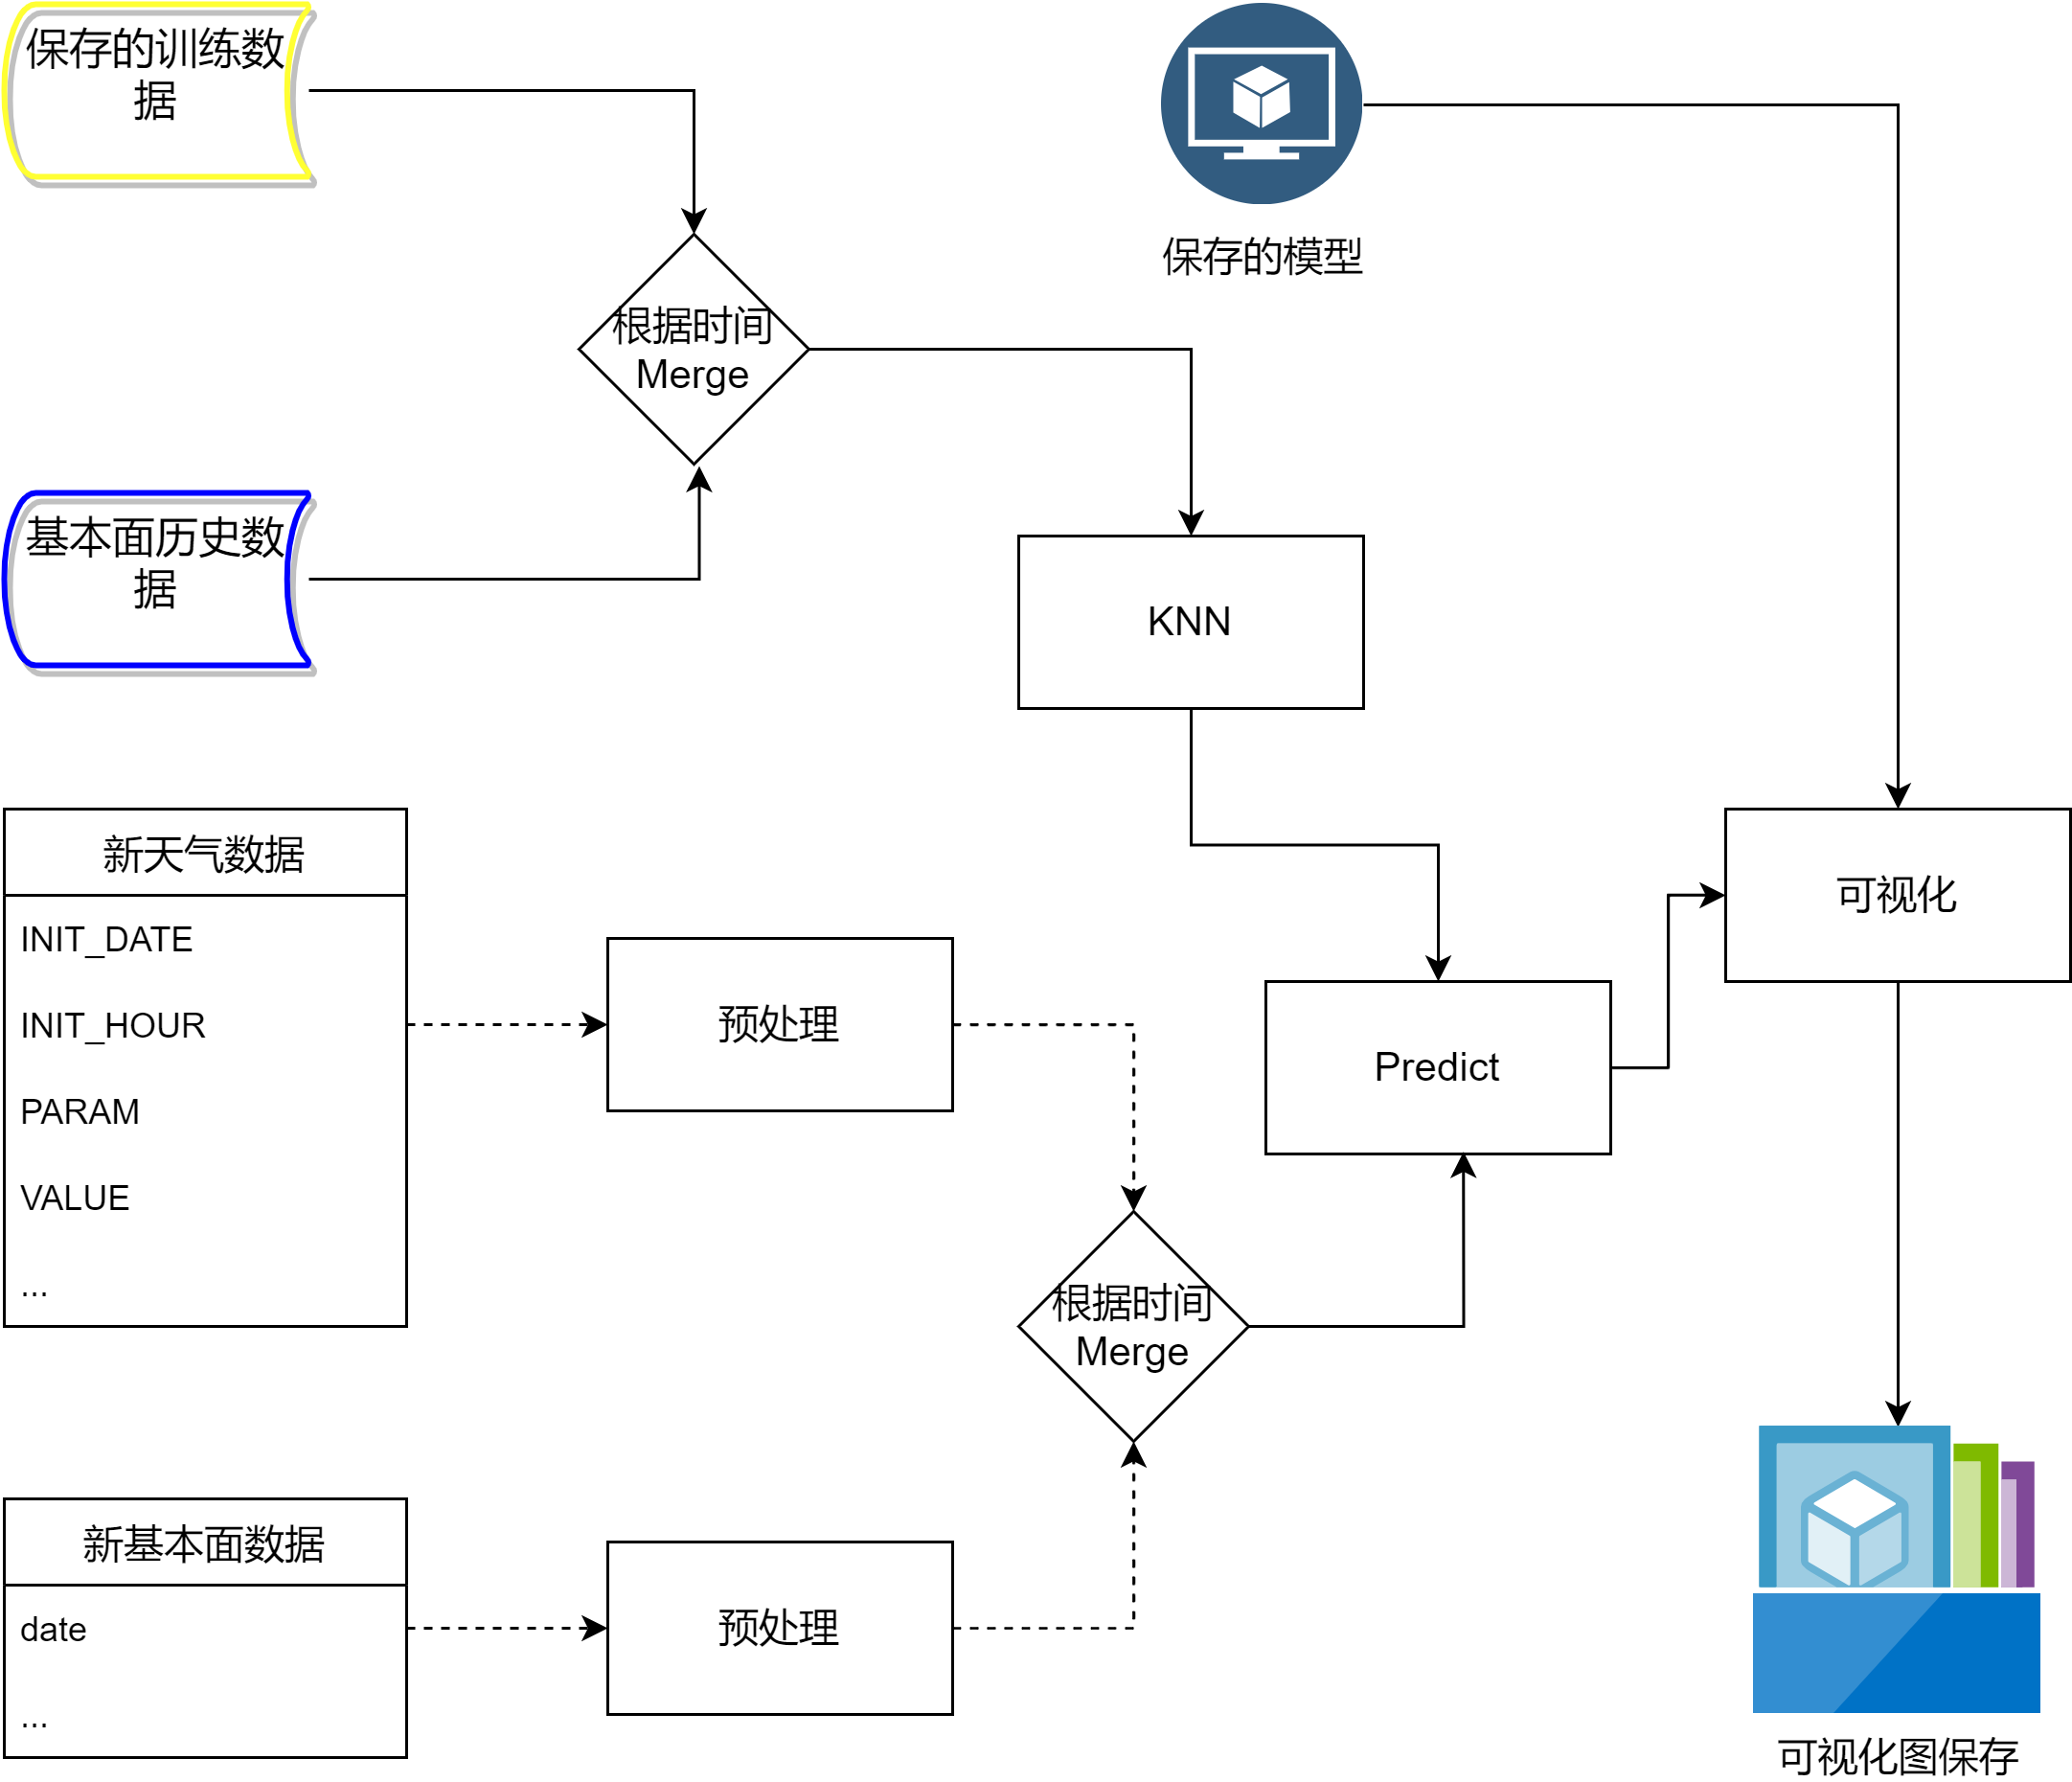 保存的训练数
据
保存的模型
根据时间
Merge
基本面历史数
据
KNN
新天气数据
INIT_DATE
INIT_HOUR
PARAM
VALUE
...
预处理
可视化
Predict
根据时间
Merge
新基本面数据
date
...
预处理
可视化图保存